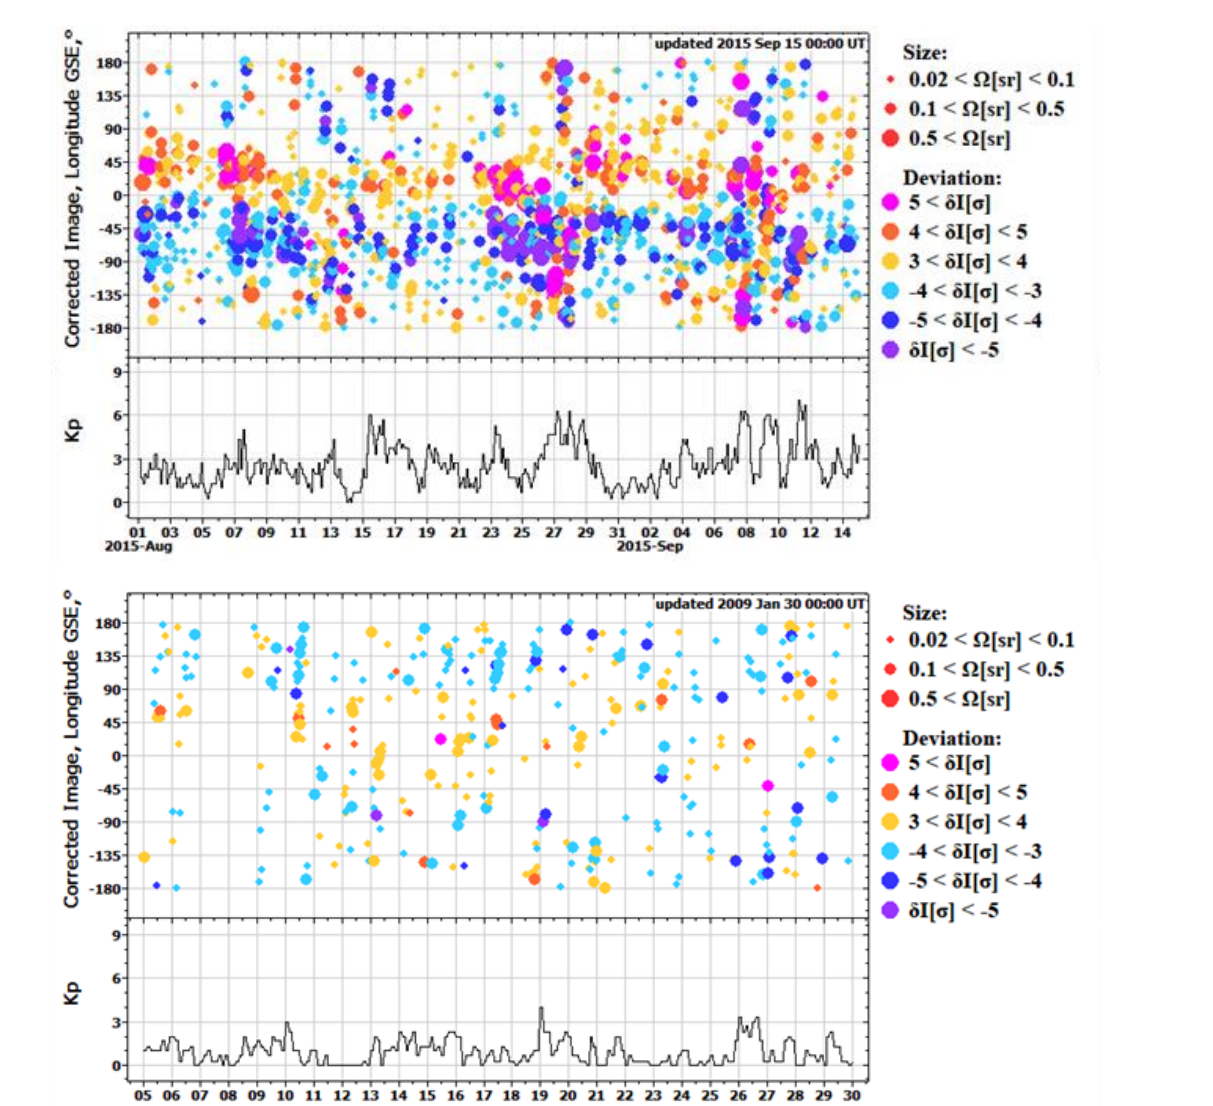 updated 2015 Sep 15 00:00 UT
Corrected Image, Longitude GSE,°
180
135
90
45
0
-45
-90
-135
-180
Size:
0.02 < Ω[sr] < 0.1
0.1 < Ω[sr] < 0.5
0.5 < Ω[sr]
Deviation:
5 < δI[σ]
4 < δI[σ] < 5
3 < δI[σ] < 4
-4 < δI[σ] < -3
-5 < δI[σ] < -4
δI[σ] < -5
Kp
9
6
3
0
01 03 05 07 09 11 13 15 17 19 21 23 25 27 29 31 02 04 06 08 10 12 14
2015-Aug 2015-Sep
updated 2009 Jan 30 00:00 UT
Corrected Image, Longitude GSE,°
180
135
90
45
0
-45
-90
-135
-180
Size:
0.02 < Ω[sr] < 0.1
0.1 < Ω[sr] < 0.5
0.5 < Ω[sr]
Deviation:
5 < δI[σ]
4 < δI[σ] < 5
3 < δI[σ] < 4
-4 < δI[σ] < -3
-5 < δI[σ] < -4
δI[σ] < -5
Kp
9
6
3
0
05 06 07 08 09 10 11 12 13 14 15 16 17 18 19 20 21 22 23 24 25 26 27 28 29 30